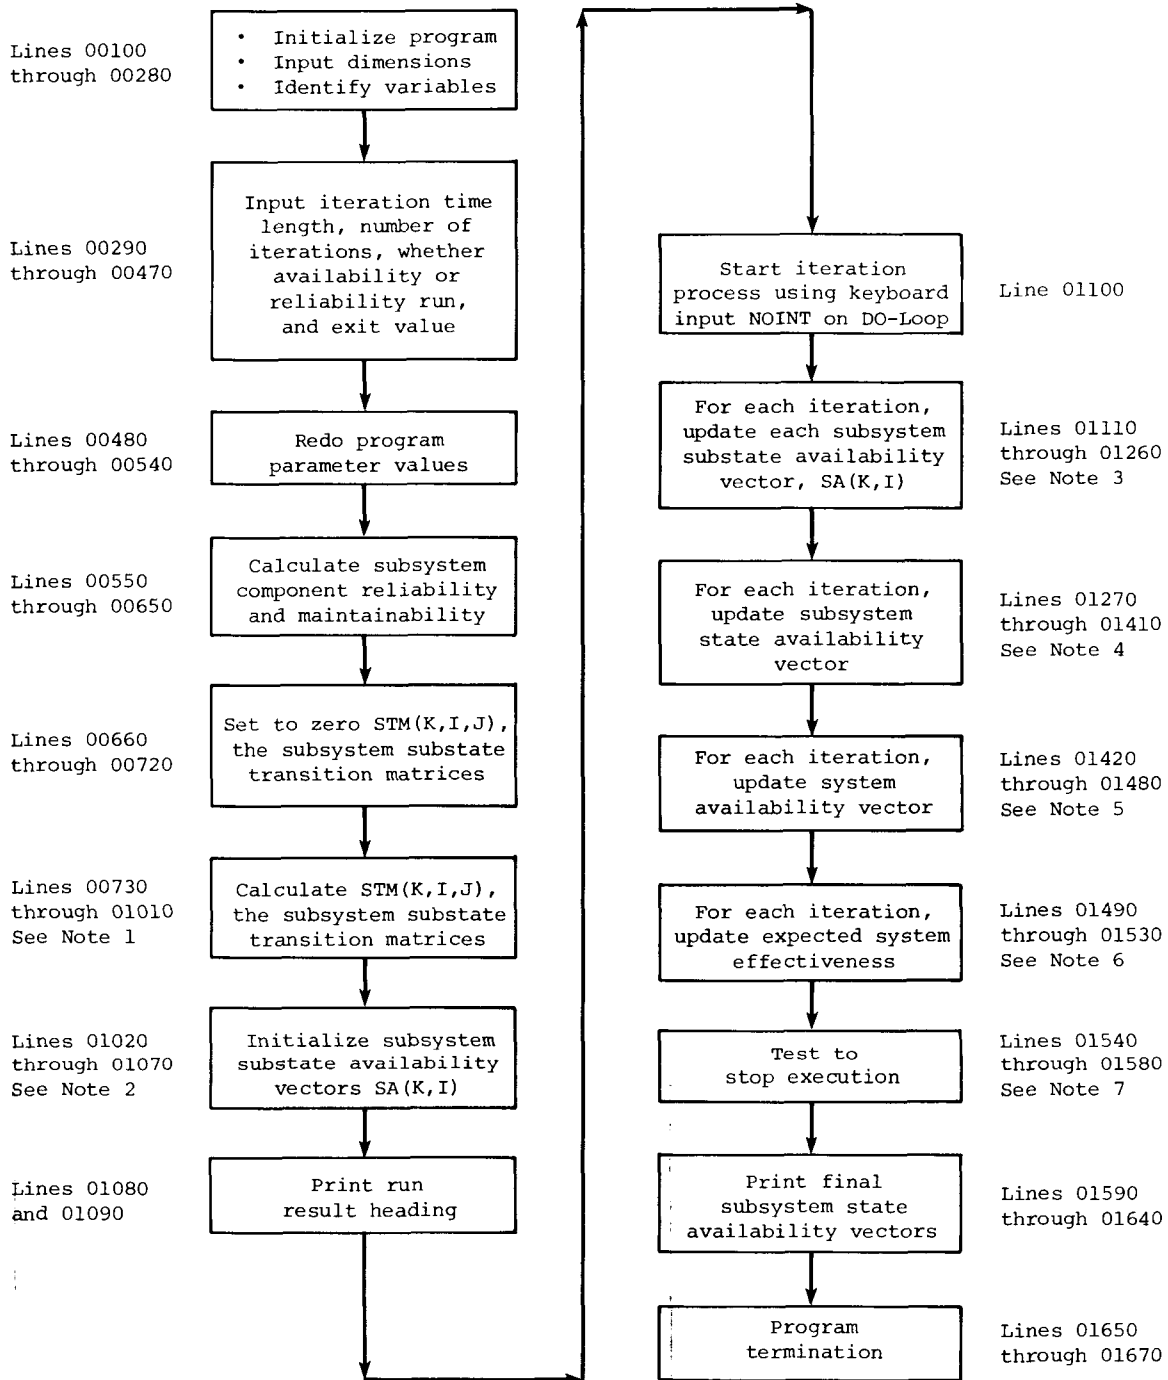 Lines 00100
through 00280
• Initialize program
• Input dimensions
• Identify variables
Lines 00290
through 00470
Input iteration time
length, number of
iterations, whether
availability or
reliability run,
and exit value
Lines 00480
through 00540
Redo program
parameter values
Lines 00550
through 00650
Calculate subsystem
component reliability
and maintainability
Lines 00660
through 00720
Set to zero STM(K,I,J),
the subsystem substate
transition matrices
Lines 00730
through 01010
See Note 1
Calculate STM(K,I,J),
the subsystem substate
transition matrices
Lines 01020
through 01070
See Note 2
Initialize subsystem
substate availability
vectors SA(K,I)
Lines 01080
and 01090
Print run
result heading
Start iteration
process using keyboard
input NOINT on DO-Loop
Line 01100
For each iteration,
update each subsystem
substate availability
vector, SA(K,I)
Lines 01110
through 01260
See Note 3
For each iteration,
update subsystem
state availability
vector
Lines 01270
through 01410
See Note 4
For each iteration,
update system
availability vector
Lines 01420
through 01480
See Note 5
For each iteration,
update expected system
effectiveness
Lines 01490
through 01530
See Note 6
Test to
stop execution
Lines 01540
through 01580
See Note 7
Print final
subsystem state
availability vectors
Lines 01590
through 01640
Program
termination
Lines 01650
through 01670